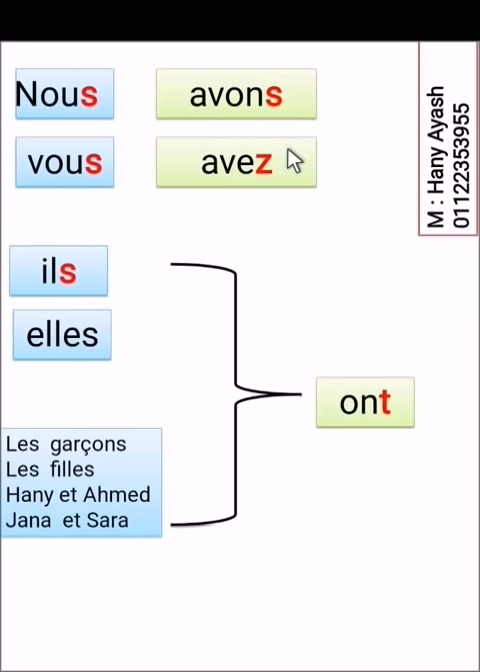 Nous avons
vous avez
ils
elles
ont
Les garçons
Les filles
Hany et Ahmed
Jana et Sara
M : Hany Ayash
01122353955